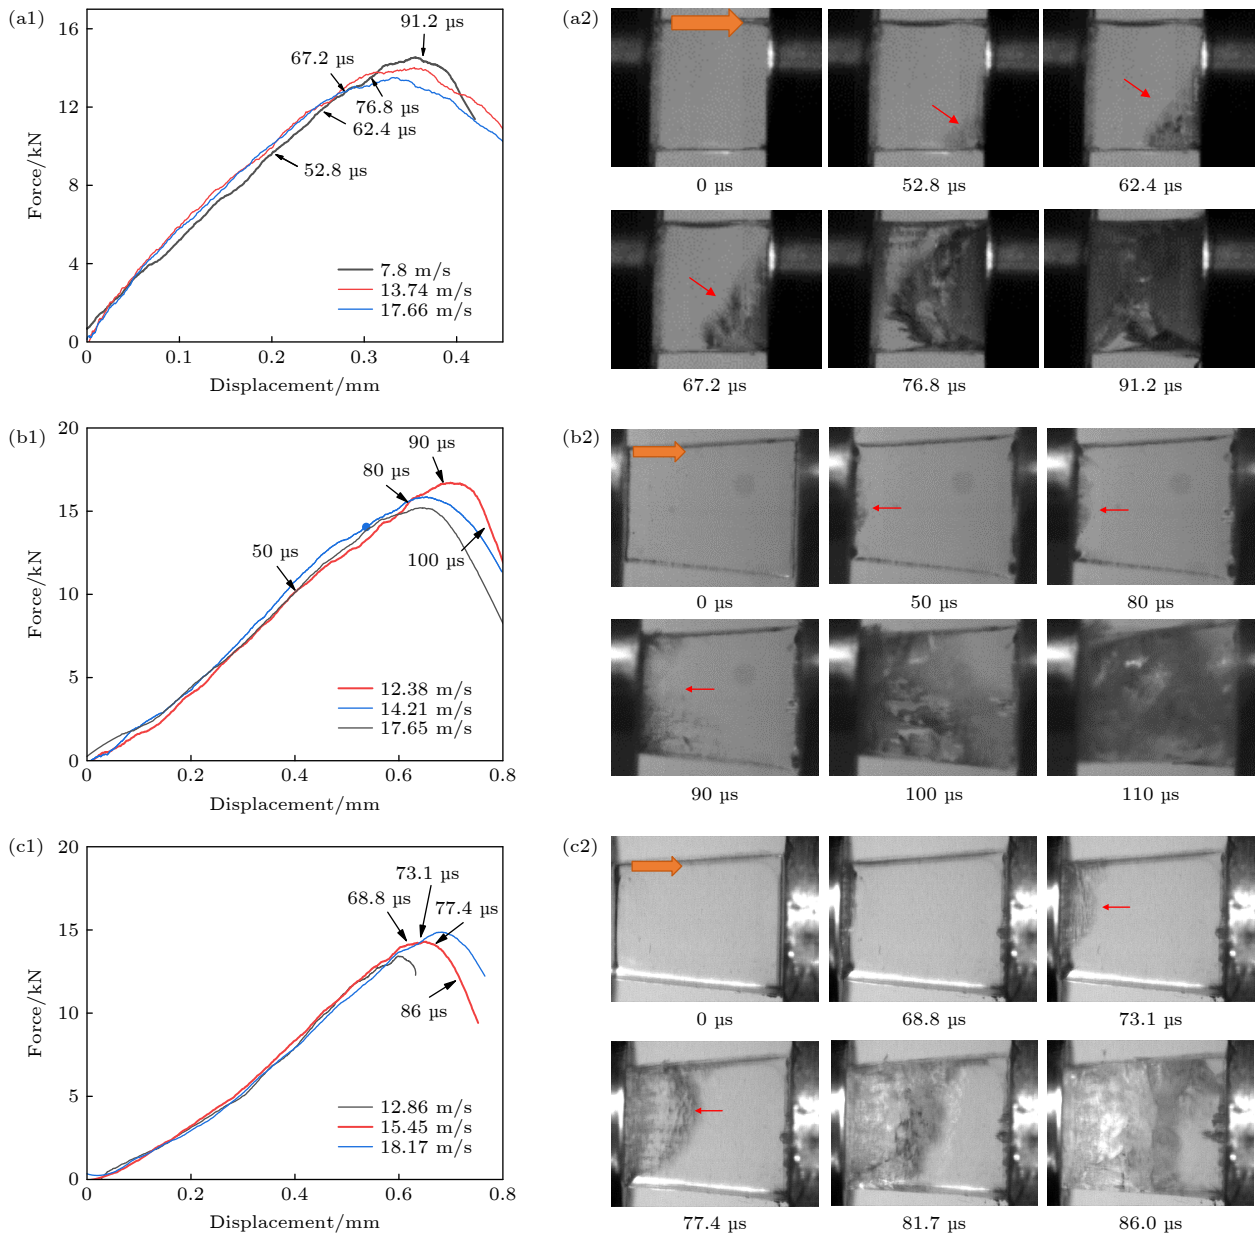 (a1)
16
12
8
4
0
Force/kN
91.2 µs
67.2 µs
76.8 µs
62.4 µs
52.8 µs
7.8 m/s
13.74 m/s
17.66 m/s
0 0.1 0.2 0.3 0.4
Displacement/mm
(a2)
0 µs 52.8 µs 62.4 µs
67.2 µs 76.8 µs 91.2 µs
(b1)
20
15
10
5
0
Force/kN
90 µs
80 µs
50 µs
100 µs
12.38 m/s
14.21 m/s
17.65 m/s
0 0.2 0.4 0.6 0.8
Displacement/mm
(b2)
0 µs 50 µs 80 µs
90 µs 100 µs 110 µs
(c1)
20
15
10
5
0
Force/kN
73.1 µs
68.8 µs
77.4 µs
86 µs
12.86 m/s
15.45 m/s
18.17 m/s
0 0.2 0.4 0.6 0.8
Displacement/mm
(c2)
0 µs 68.8 µs 73.1 µs
77.4 µs 81.7 µs 86.0 µs